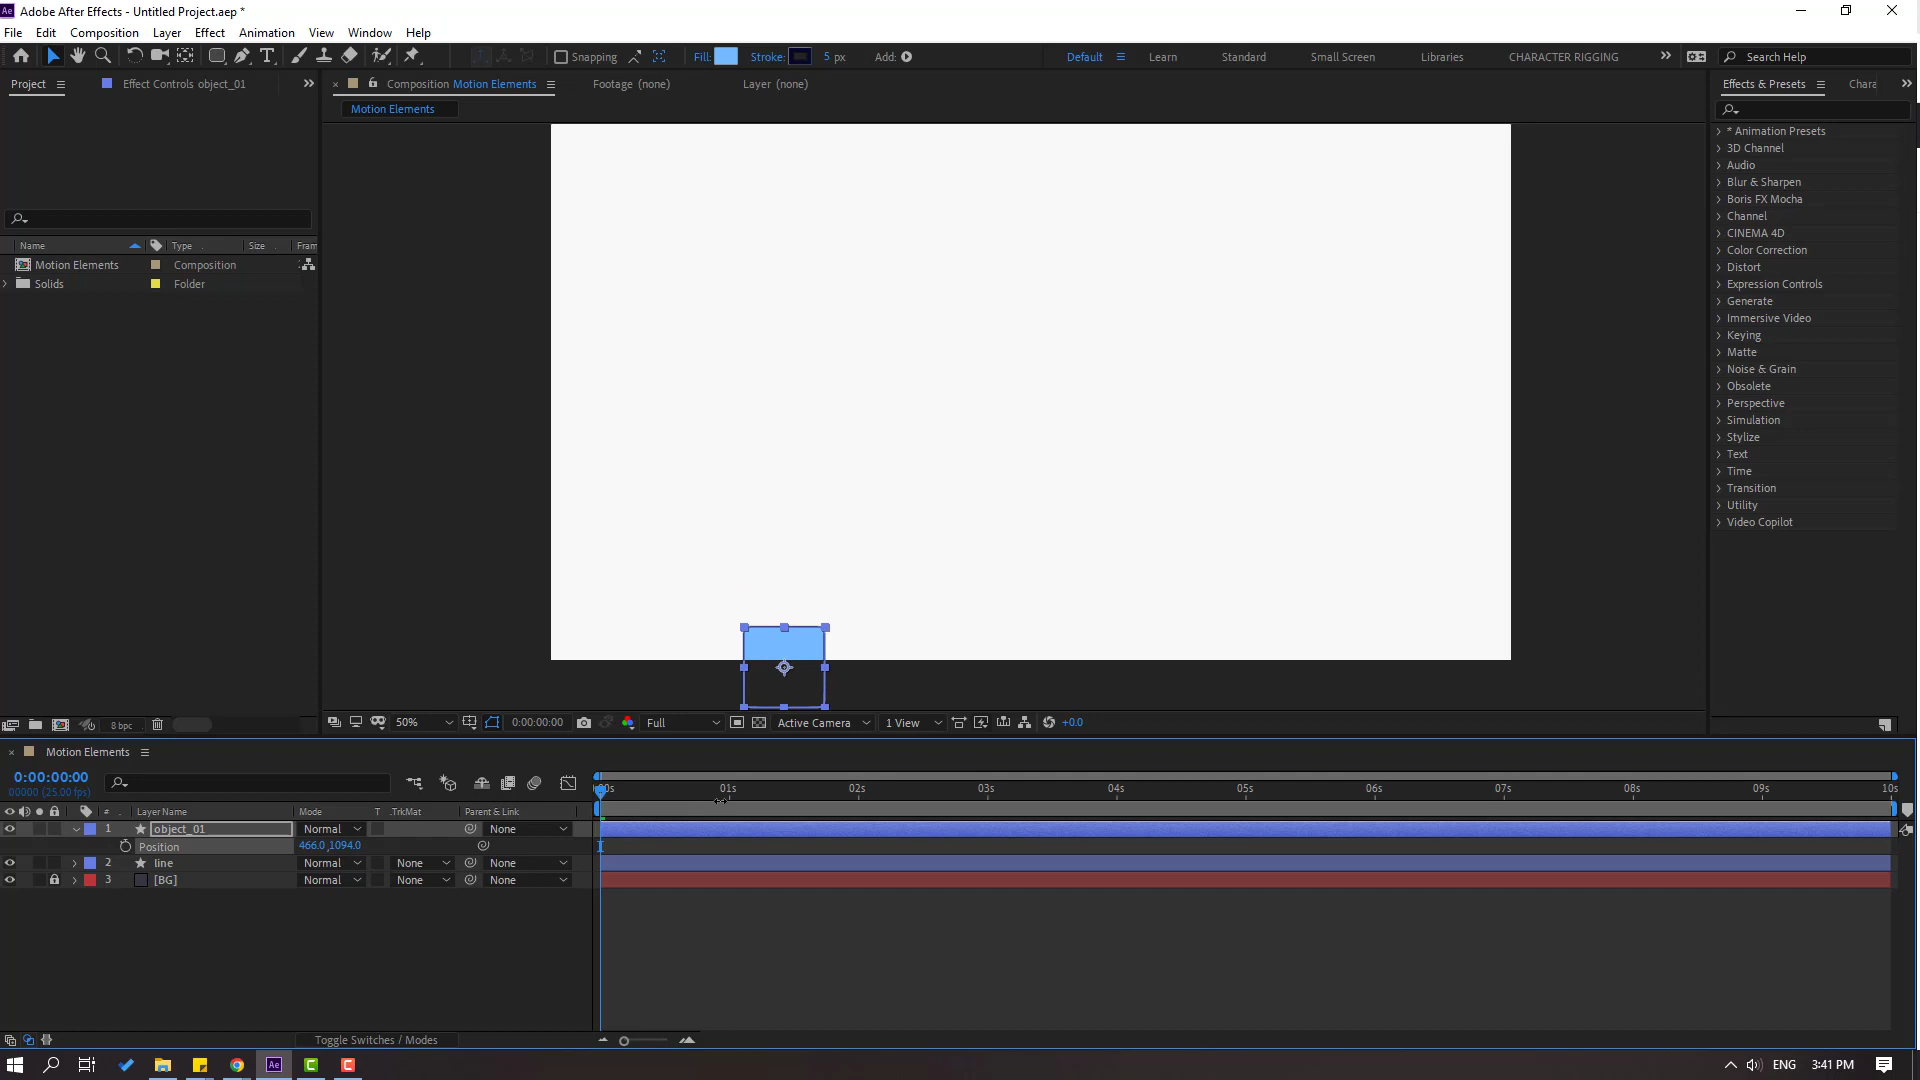 Adobe After Effects - Untitled Project.aep *
File Edit Composition Layer Effect Animation View Window Help
Snapping Fill: Stroke: 5 px Add: Default Learn Standard Small Screen Libraries CHARACTER RIGGING Search Help
Project Effect Controls object_01 Composition Motion Elements Footage (none) Layer (none) Effects & Presets Chara
Motion Elements
* Animation Presets
3D Channel
Audio
Blur & Sharpen
Boris FX Mocha
Channel
CINEMA 4D
Color Correction
Distort
Expression Controls
Generate
Immersive Video
Keying
Matte
Noise & Grain
Obsolete
Perspective
Simulation
Stylize
Text
Time
Transition
Utility
Video Copilot
Name Type Size Fram
Motion Elements Composition
Solids Folder
8 bpc
50% 0:00:00:00 Full Active Camera 1 View +0.0
Motion Elements
0:00:00:00
00000 (25.00 fps)
00s 01s 02s 03s 04s 05s 06s 07s 08s 09s 10s
# Layer Name Mode T .TrkMat Parent & Link
1 object_01 Normal None
Position 466.0,1094.0
2 line Normal None None
3 [BG] Normal None None
Toggle Switches / Modes
Ae C C ENG 3:41 PM